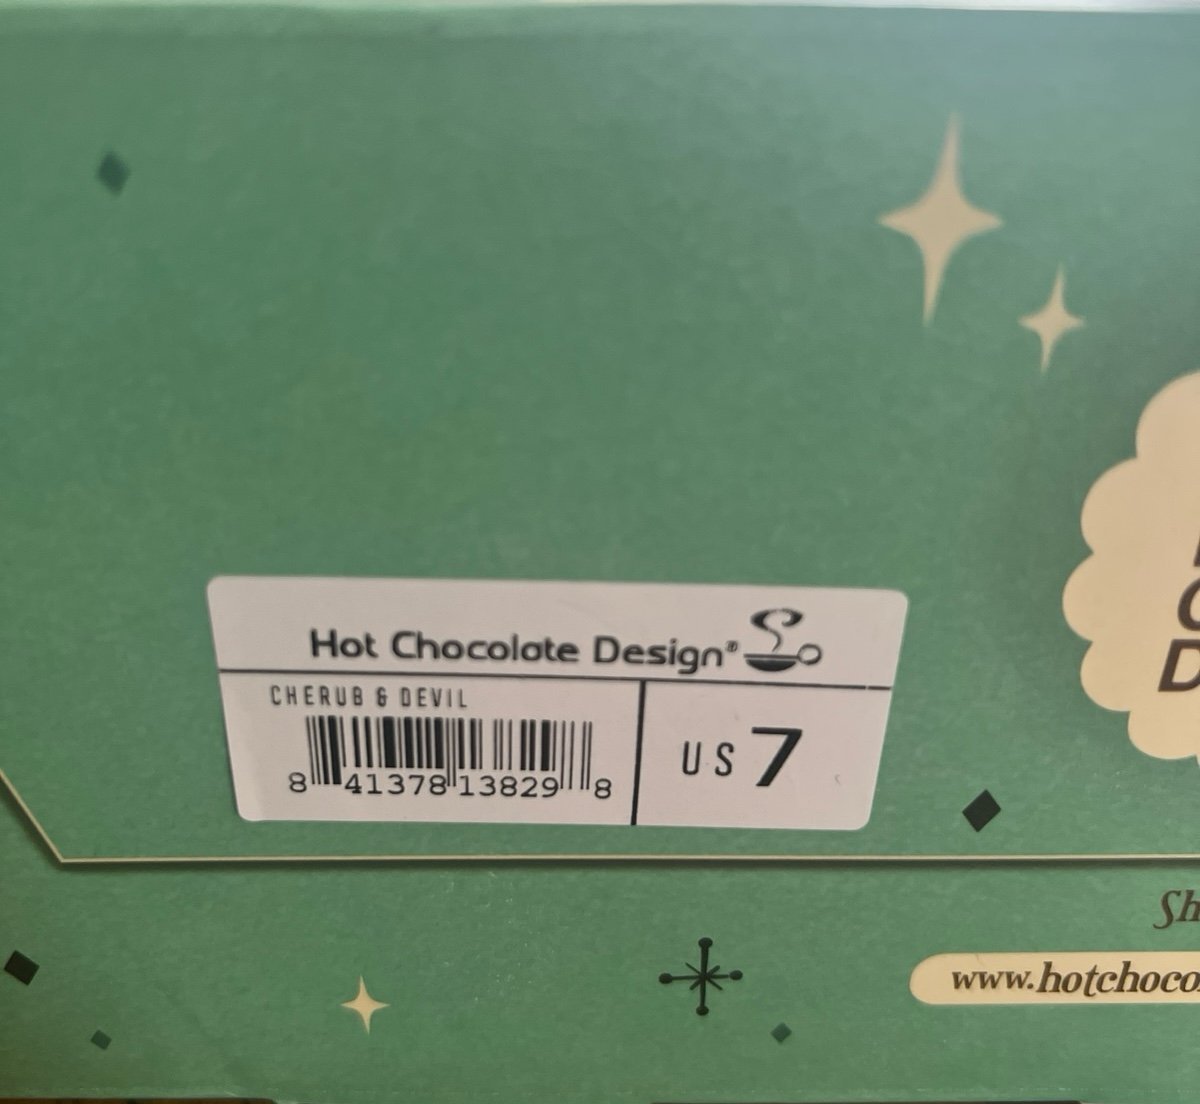 Hot Chocolate Design®
CHERUB & DEVIL
8 41378 13829 8
US 7
www.hotchoco